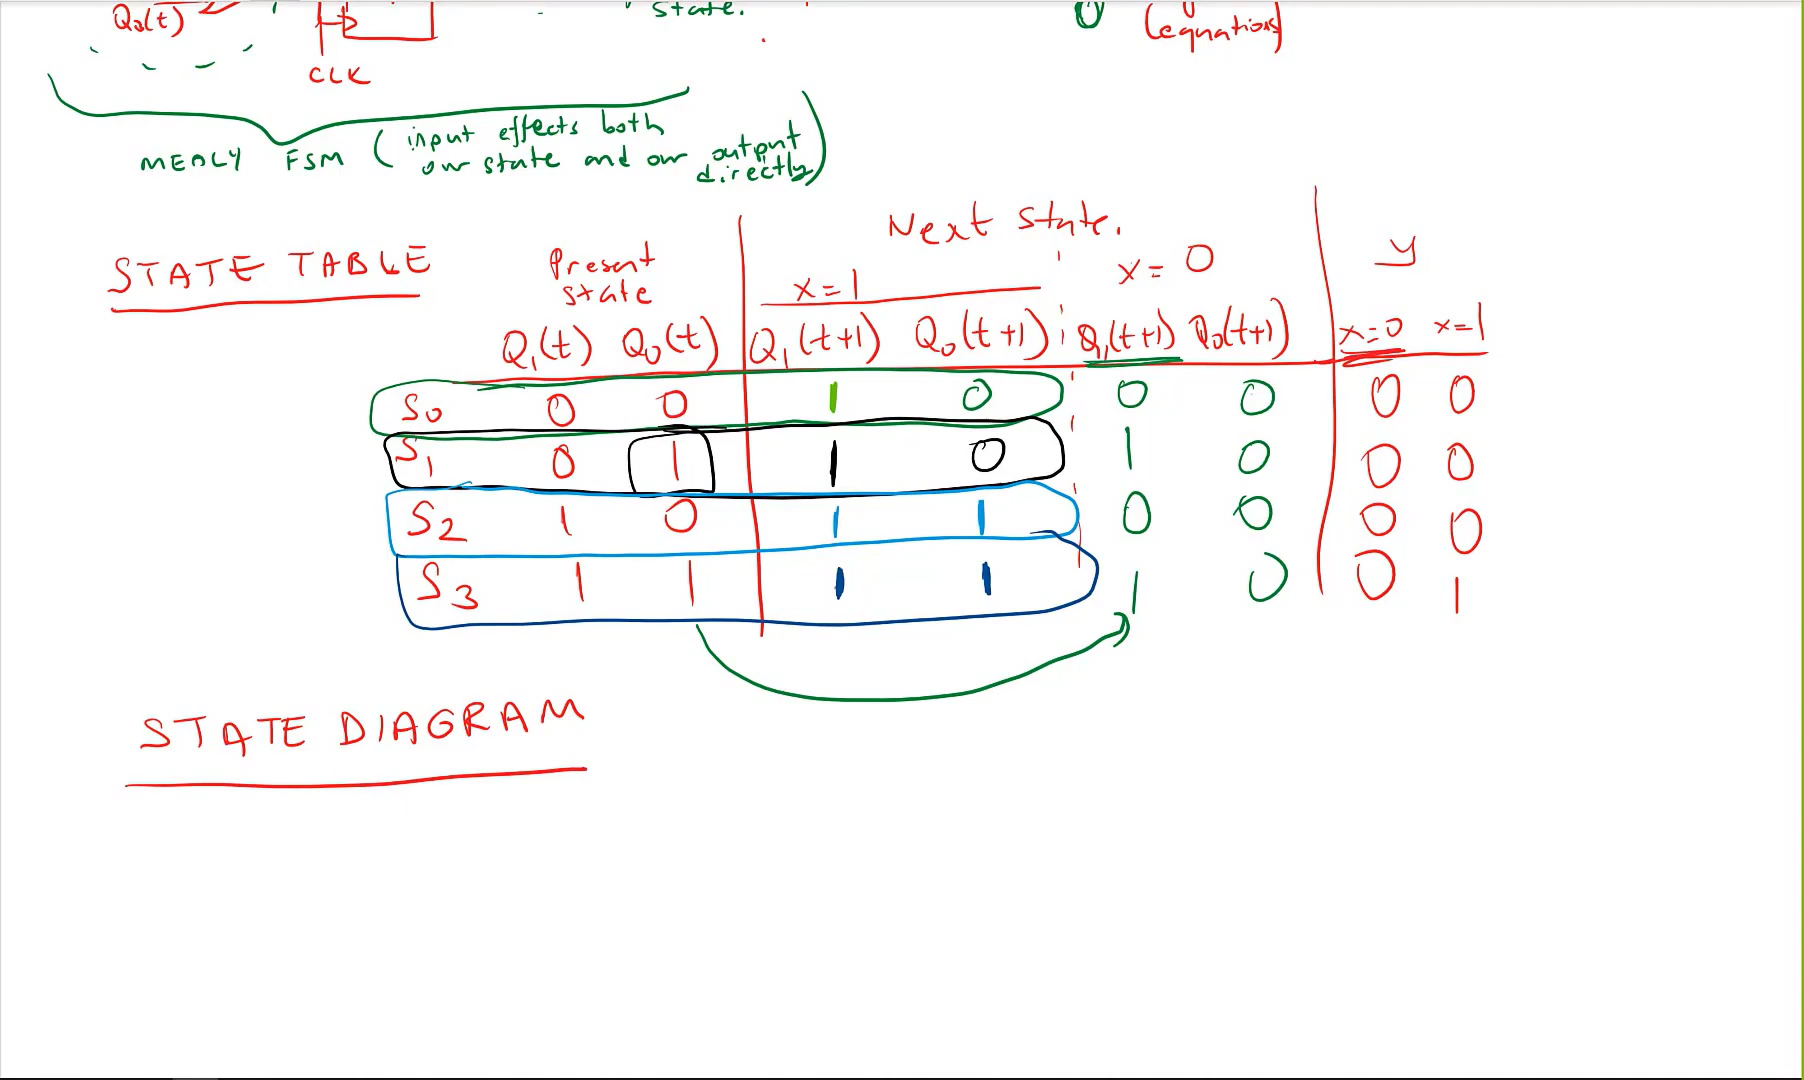 Q0(t) state. (equations)
CLK
MEALY FSM ( input effects both
our state and our output directly )
STATE TABLE
Present state
Next state.
x=1
x=0
y
Q1(t) Q0(t) Q1(t+1) Q0(t+1) Q1(t+1) Q0(t+1) x=0 x=1
S0 0 0 1 0 0 0 0 0
S1 0 1 1 0 1 0 0 0
S2 1 0 1 1 0 0 0 0
S3 1 1 1 1 1 0 0 1
STATE DIAGRAM